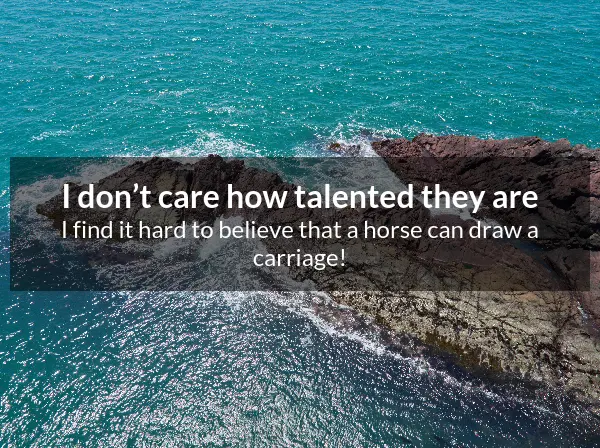 I don’t care how talented they are
I find it hard to believe that a horse can draw a
carriage!